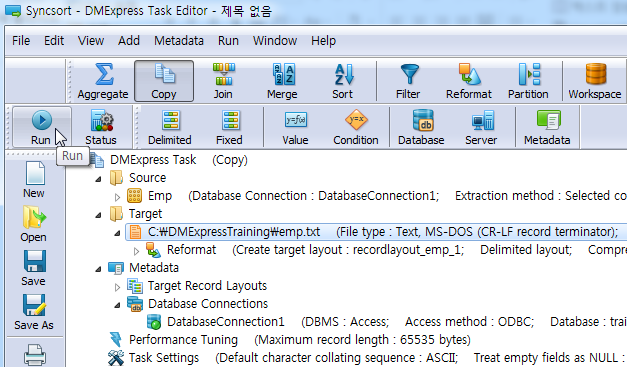 Syncsort - DMExpress Task Editor - 제목 없음
File Edit View Add Metadata Run Window Help
Aggregate Copy Join Merge Sort Filter Reformat Partition Workspace
Run Status Delimited Fixed Value Condition Database Server Metadata
Run
New
Open
Save
Save As
DMExpress Task (Copy)
Source
Emp (Database Connection : DatabaseConnection1; Extraction method : Selected co
Target
C:₩DMExpressTraining₩emp.txt (File type : Text, MS-DOS (CR-LF record terminator);
Reformat (Create target layout : recordlayout_emp_1; Delimited layout; Compre
Metadata
Target Record Layouts
Database Connections
DatabaseConnection1 (DBMS : Access; Access method : ODBC; Database : trai
Performance Tuning (Maximum record length : 65535 bytes)
Task Settings (Default character collating sequence : ASCII; Treat empty fields as NULL :